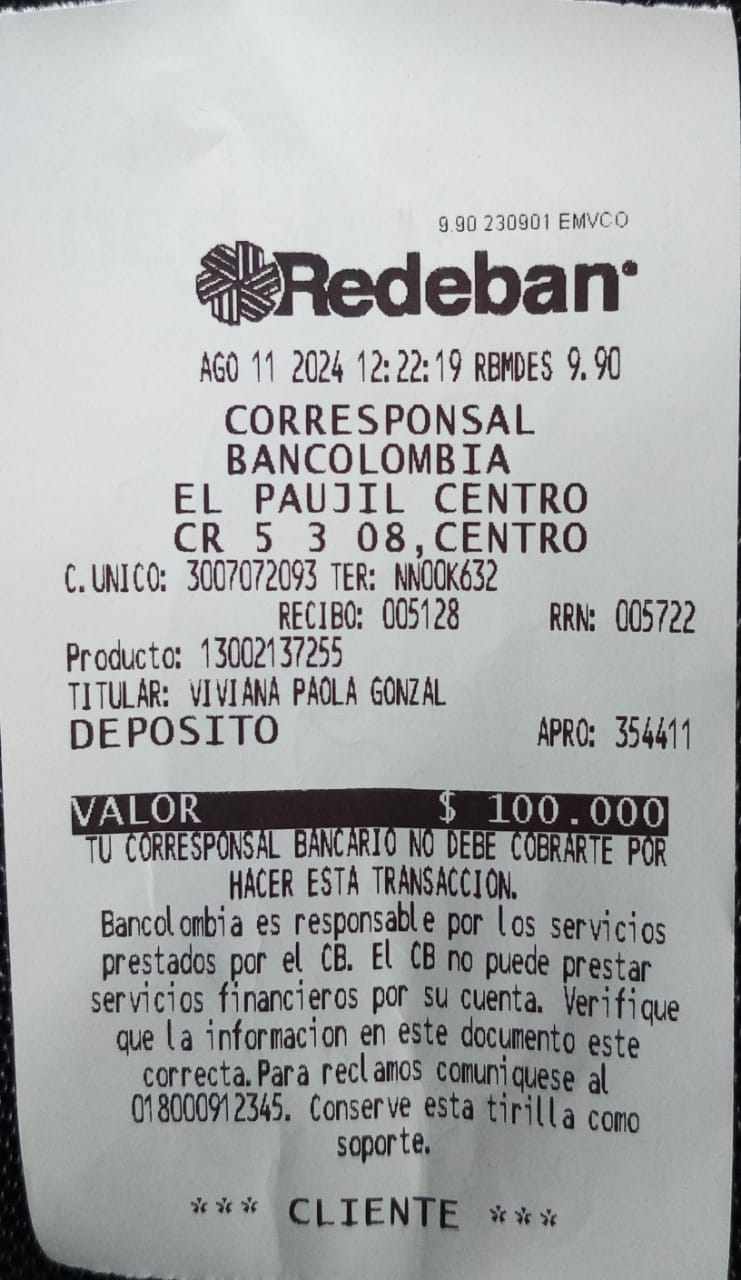 9.90 230901 EMVCO
Redeban
AGO 11 2024 12:22:19 RBMDES 9.90
CORRESPONSAL
BANCOLOMBIA
EL PAUJIL CENTRO
CR 5 3 08,CENTRO
C.UNICO: 3007072093 TER: NN00K632
RECIBO: 005128 RRN: 005722
Producto: 13002137255
TITULAR: VIVIANA PAOLA GONZAL
DEPOSITO APRO: 354411
VALOR $ 100.000
TU CORRESPONSAL BANCARIO NO DEBE COBRARTE POR
HACER ESTA TRANSACCION.
Bancolombia es responsable por los servicios
prestados por el CB. El CB no puede prestar
servicios financieros por su cuenta. Verifique
que la informacion en este documento este
correcta.Para reclamos comuniquese al
018000912345. Conserve esta tirilla como
soporte.
*** CLIENTE ***